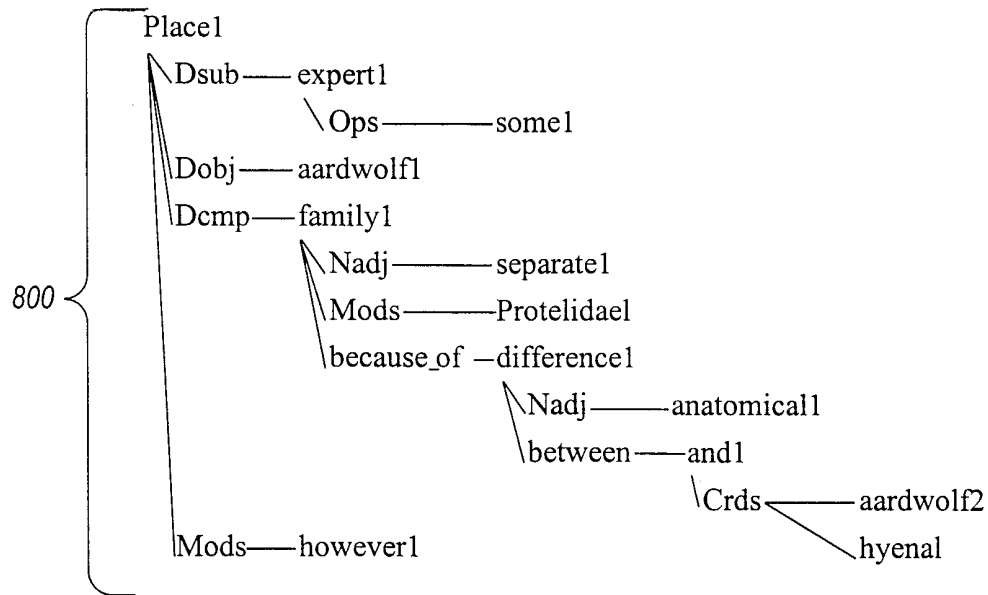 Place1
Dsub expert1
Ops some1
Dobj aardwolf1
Dcmp family1
Nadj separate1
800 Mods Protelidae1
because_of difference1
Nadj anatomical1
between and1
Crds aardwolf2
Mods however1 hyena1